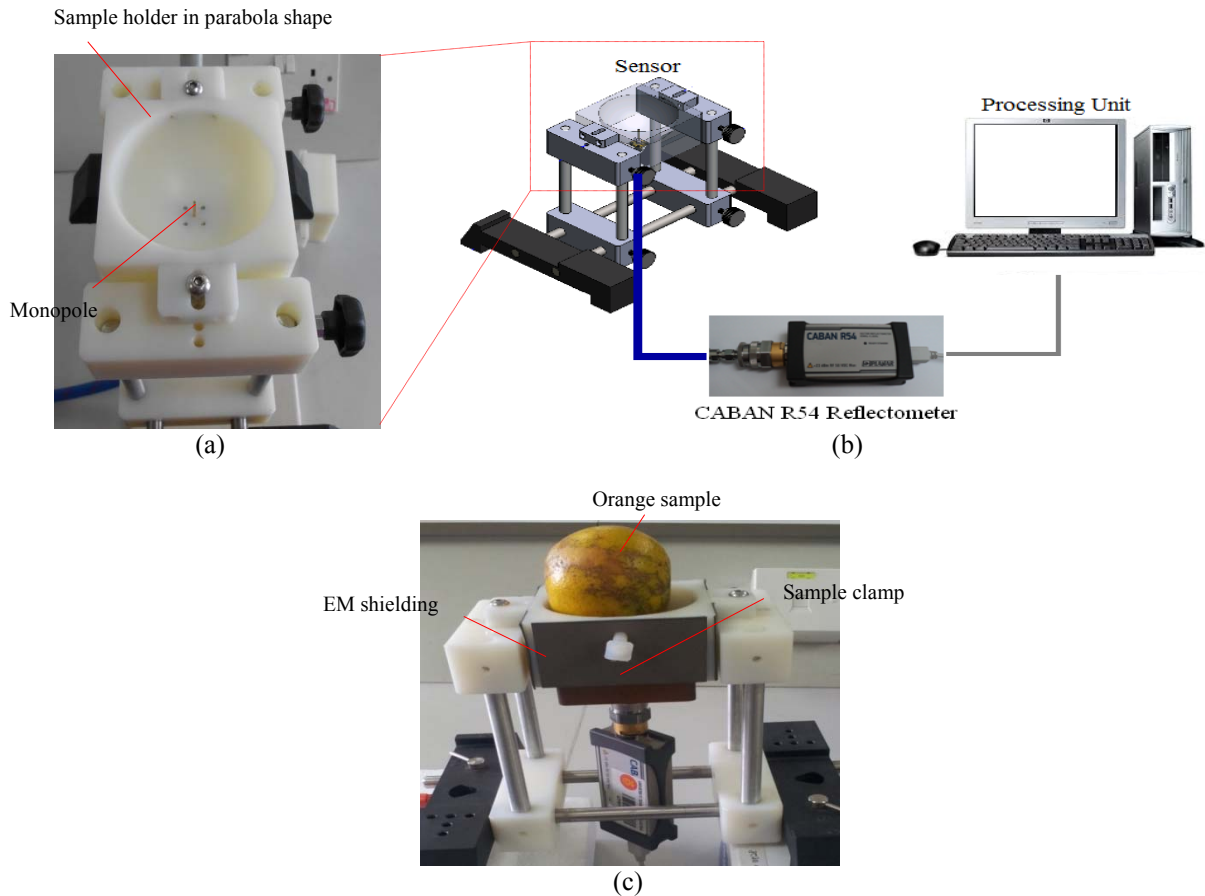 Sample holder in parabola shape
Monopole
(a)
Sensor
Processing Unit
CABAN R54
CABAN R54 Reflectometer
(b)
Orange sample
EM shielding
Sample clamp
CAB
(c)